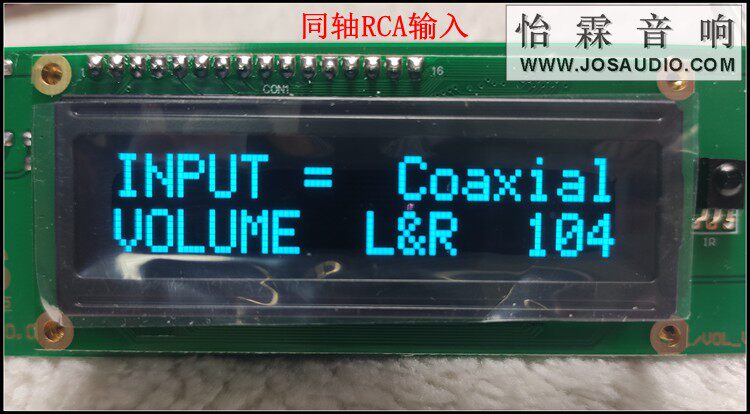 同轴RCA输入
怡霖音响
WWW.JOSAUDIO.COM
1
16
CON1
INPUT = Coaxial
VOLUME L&R 104
IR